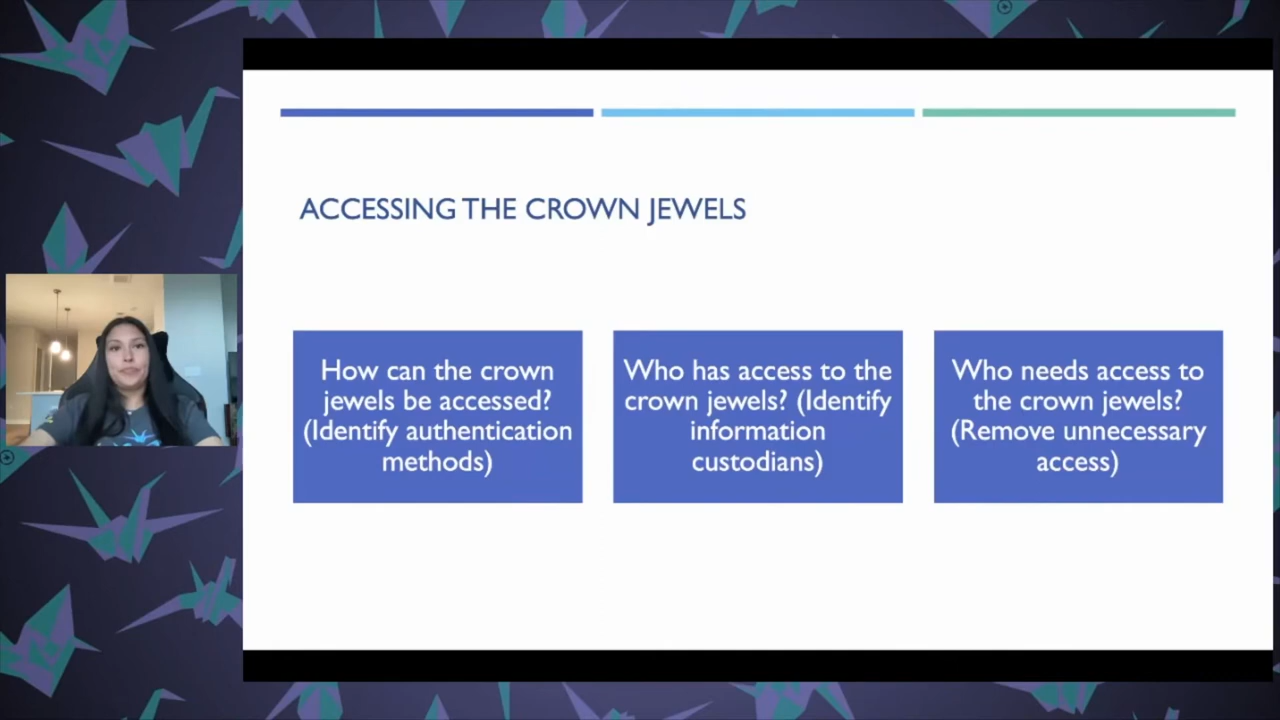 ACCESSING THE CROWN JEWELS
How can the crown
jewels be accessed?
(Identify authentication
methods)
Who has access to the
crown jewels? (Identify
information
custodians)
Who needs access to
the crown jewels?
(Remove unnecessary
access)